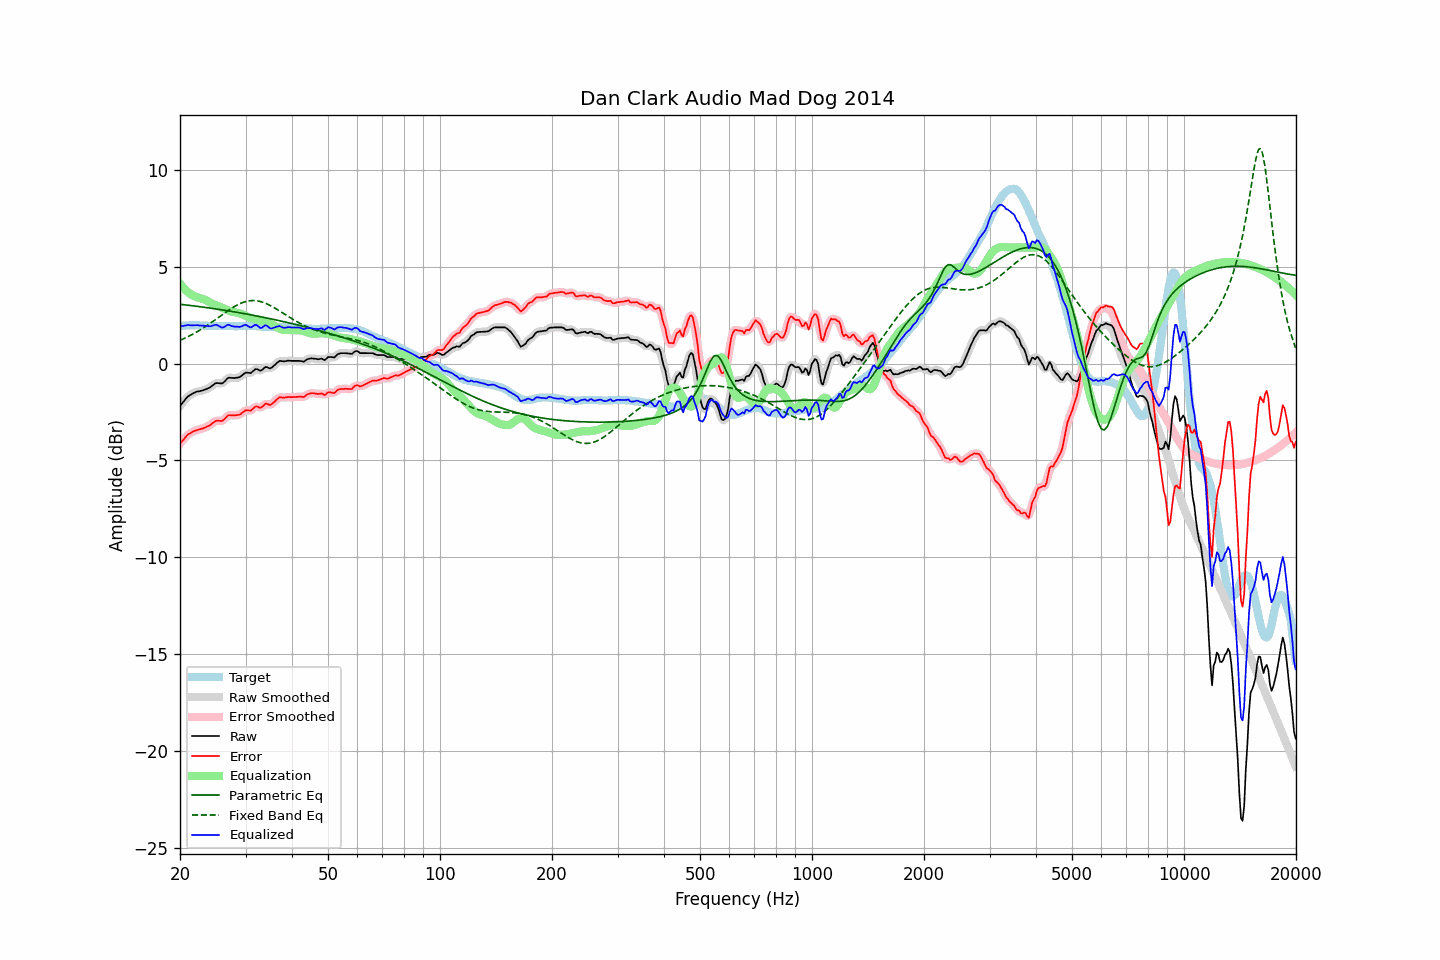 Dan Clark Audio Mad Dog 2014
Amplitude (dBr)
10
5
0
−5
−10
−15
−20
−25
Target
Raw Smoothed
Error Smoothed
Raw
Error
Equalization
Parametric Eq
Fixed Band Eq
Equalized
20 50 100 200 500 1000 2000 5000 10000 20000
Frequency (Hz)